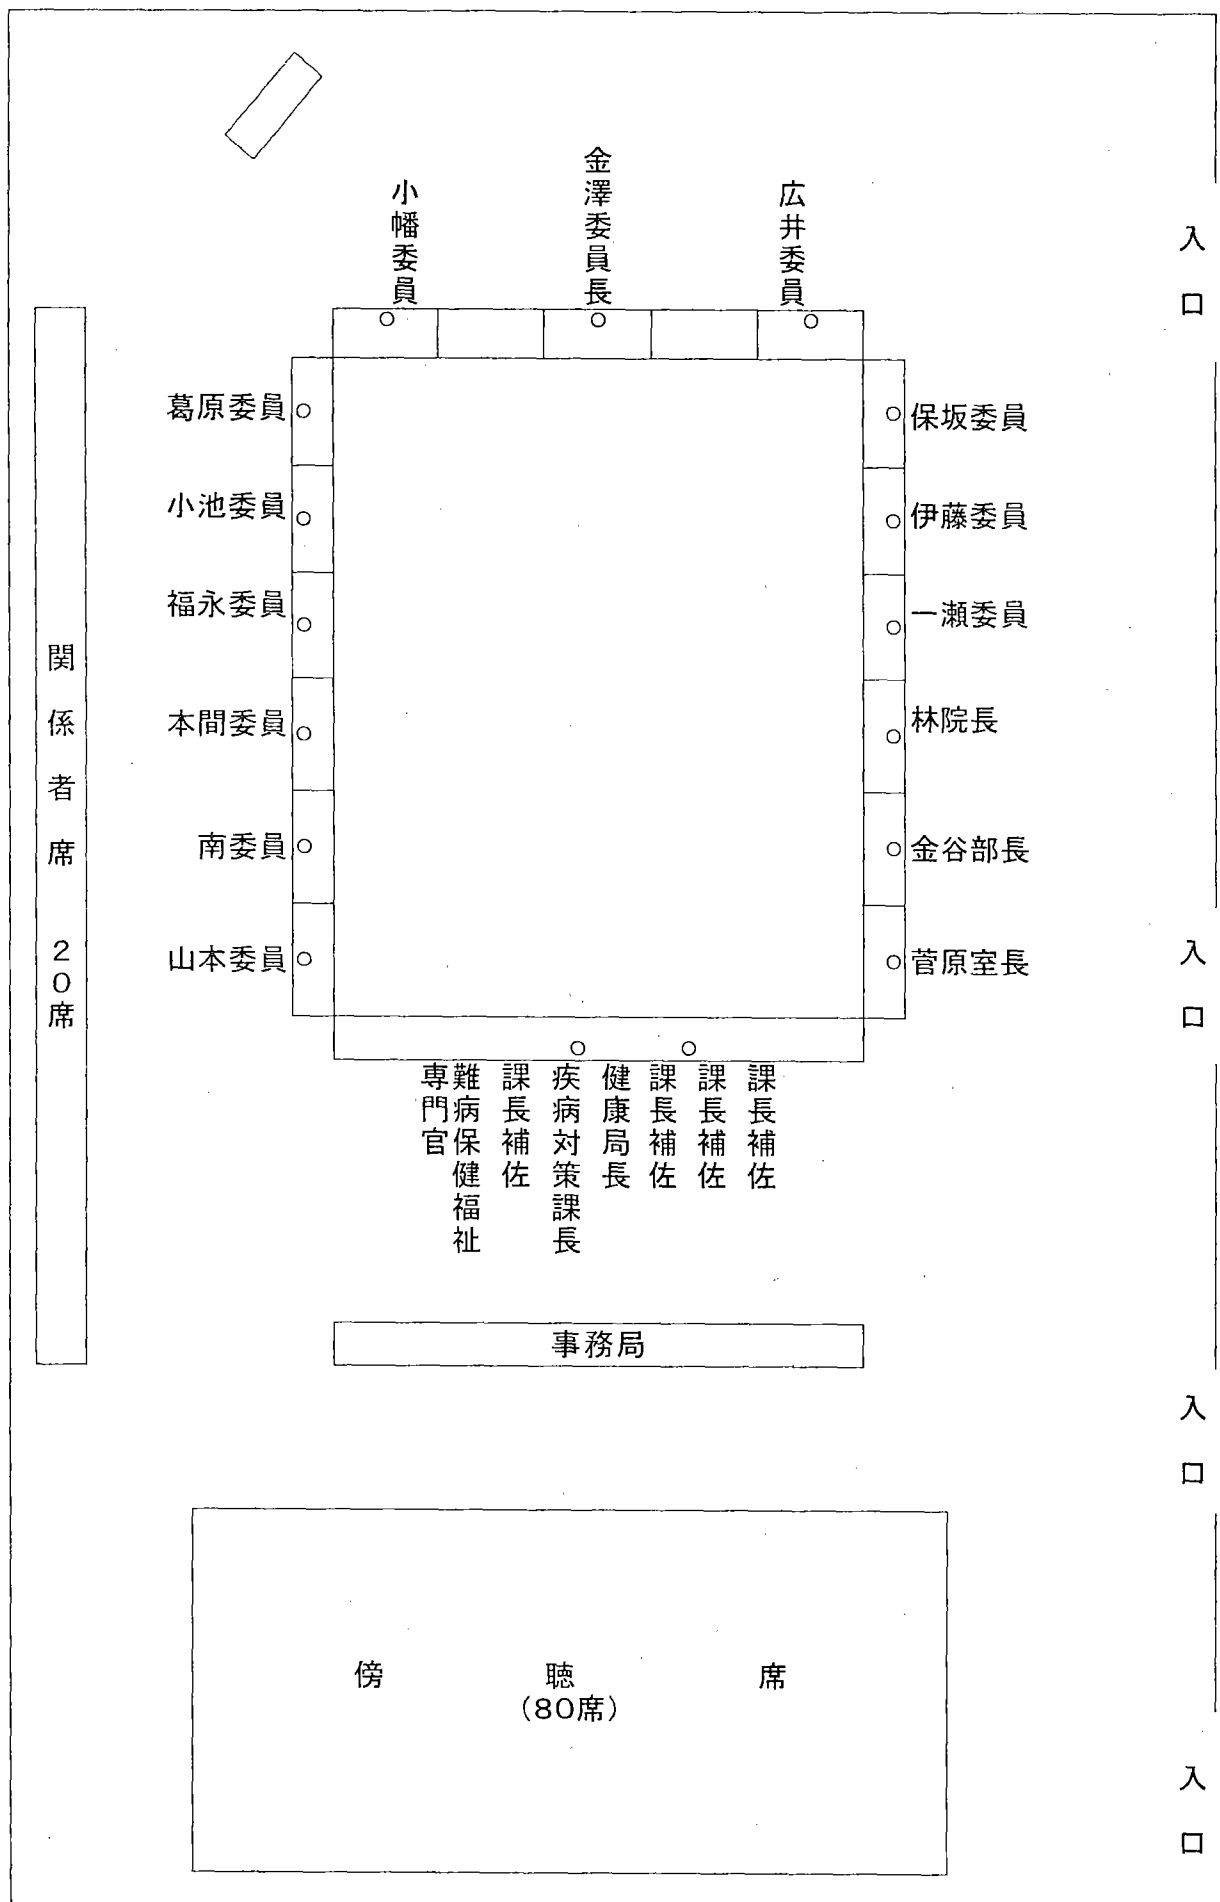 小幡委員
金澤委員長
広井委員
入口
葛原委員
小池委員
福永委員
本間委員
南委員
山本委員
保坂委員
伊藤委員
一瀬委員
林院長
金谷部長
菅原室長
関係者席 20席
入口
難病保健福祉
専門官
課長補佐
疾病対策課長
健康局長
課長補佐
課長補佐
課長補佐
事務局
入口
傍聴席
(80席)
入口